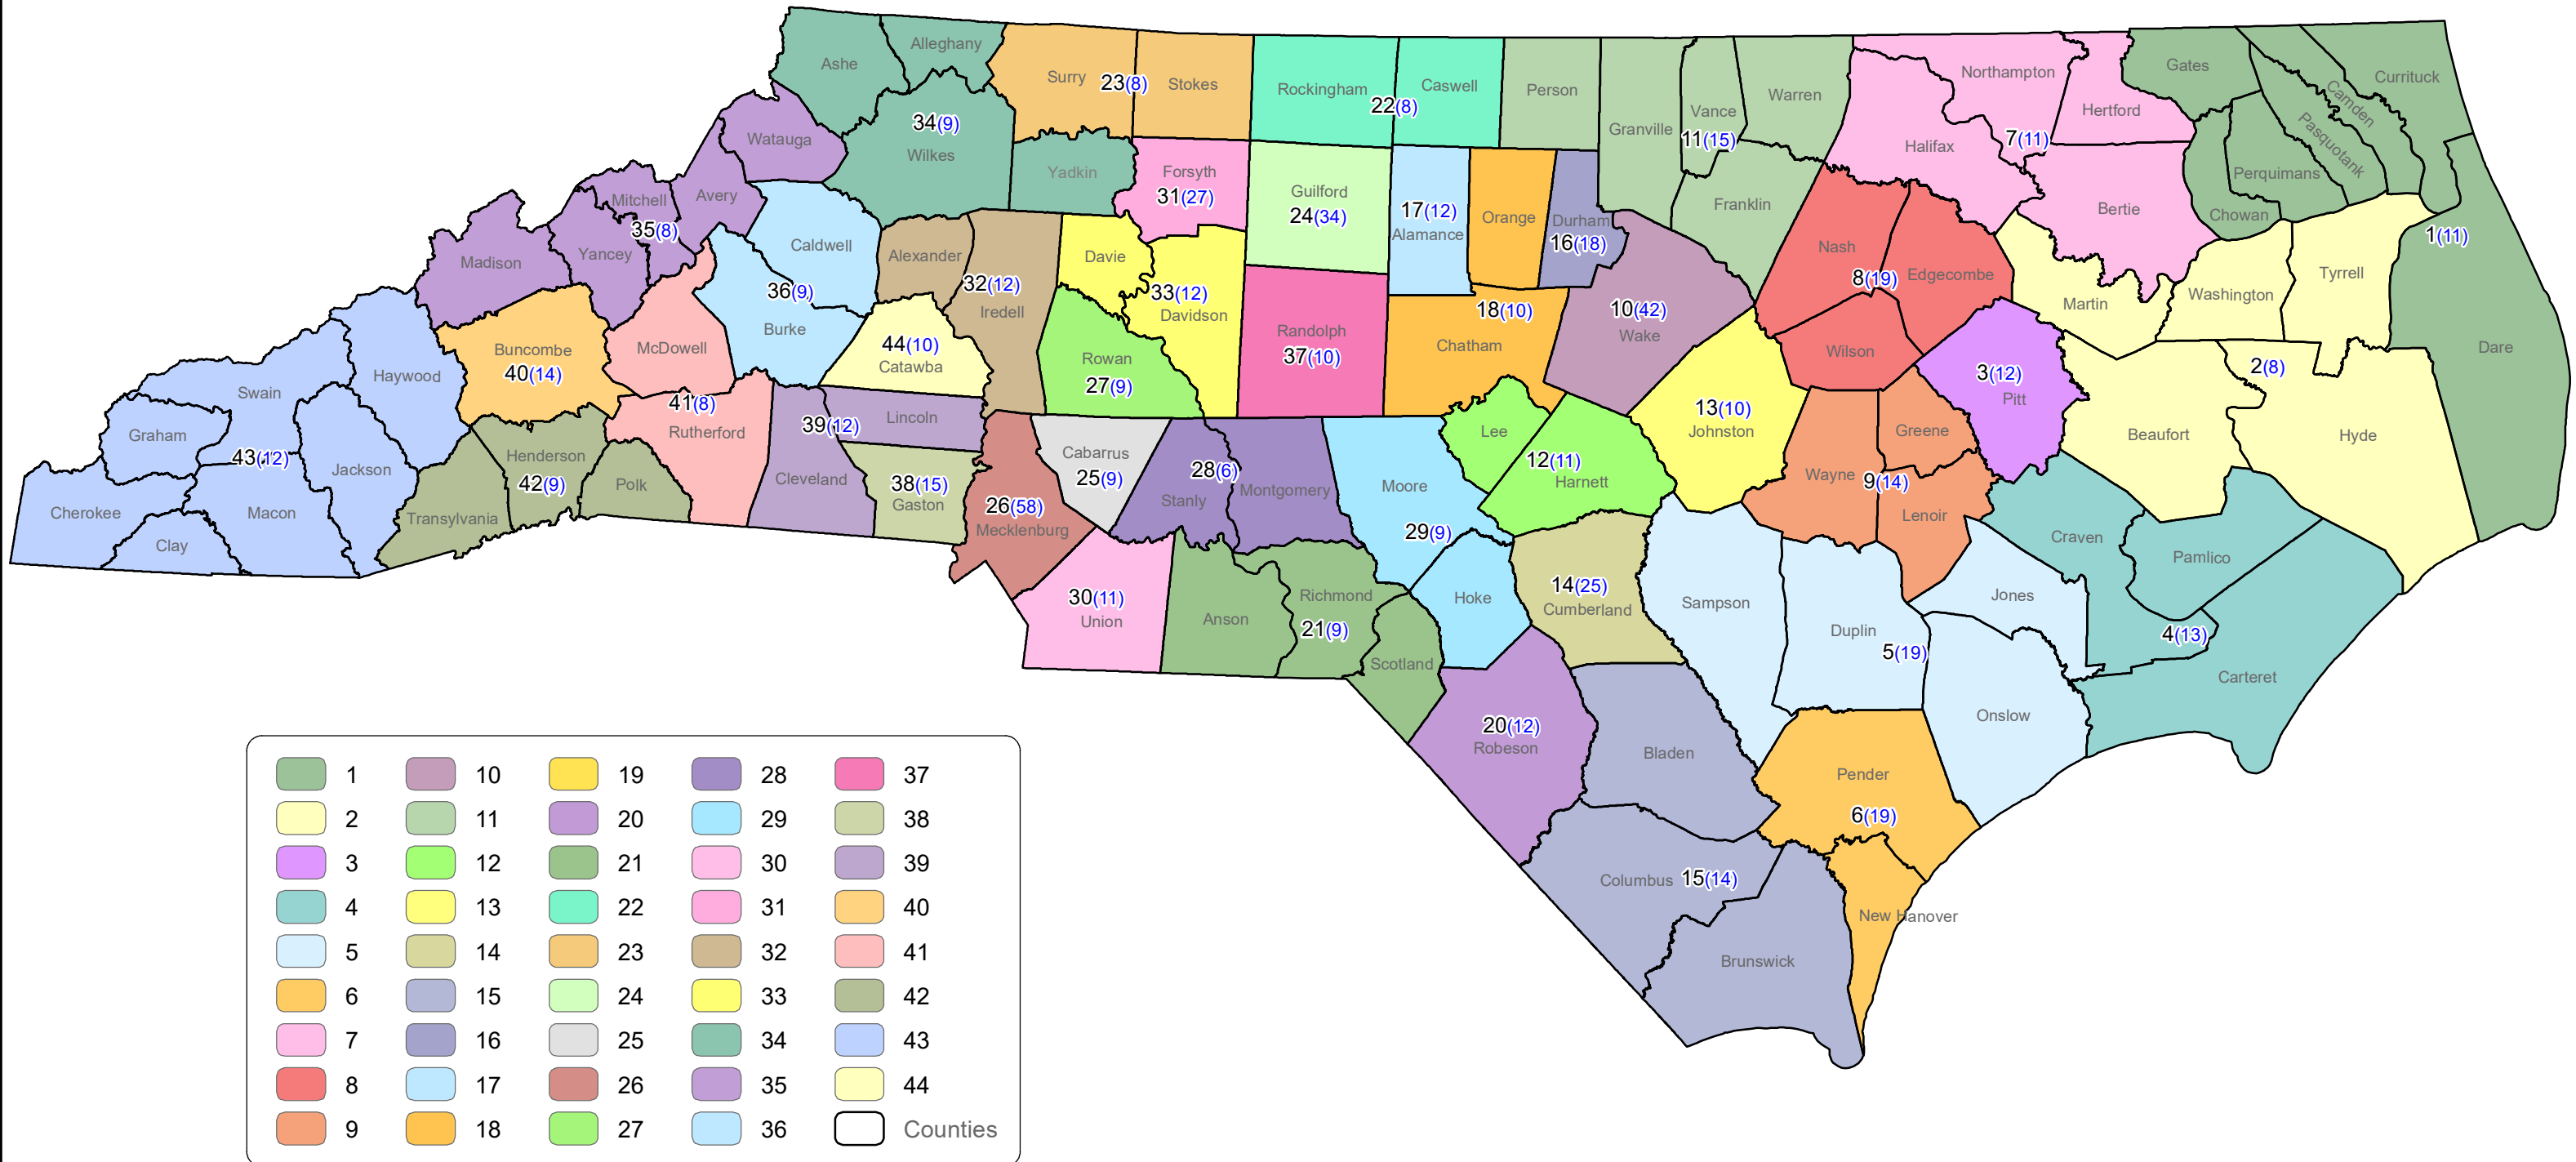 Ashe
Alleghany
Surry
23(8)
Stokes
Rockingham
22(8)
Caswell
Person
Granville
Vance
11(15)
Warren
Northampton
Hertford
Gates
Camden
Currituck
Pasquotank
Perquimans
Chowan
Halifax
7(11)
Bertie
34(9)
Wilkes
Watauga
Yadkin
Forsyth
31(27)
Guilford
24(34)
17(12)
Alamance
Orange
Durham
16(18)
Franklin
Nash
8(19)
Edgecombe
Wilson
Martin
Washington
Tyrrell
1(11)
Dare
Mitchell
Avery
35(8)
Yancey
Madison
Caldwell
36(9)
Burke
Alexander
32(12)
Iredell
Davie
33(12)
Davidson
Rowan
27(9)
Randolph
37(10)
18(10)
Chatham
10(42)
Wake
13(10)
Johnston
3(12)
Pitt
2(8)
Beaufort
Hyde
Buncombe
40(14)
McDowell
44(10)
Catawba
Haywood
Swain
Graham
43(12)
Jackson
Cherokee
Macon
Clay
Henderson
42(9)
Transylvania
Polk
41(8)
Rutherford
39(12)
Lincoln
Cleveland
38(15)
Gaston
26(58)
Mecklenburg
Cabarrus
25(9)
28(6)
Stanly
Montgomery
Moore
29(9)
Lee
12(11)
Harnett
Wayne
9(14)
Greene
Lenoir
Craven
Pamlico
Jones
4(13)
Carteret
30(11)
Union
Anson
Richmond
21(9)
Scotland
Hoke
14(25)
Cumberland
Sampson
Duplin
5(19)
Onslow
20(12)
Robeson
Bladen
Pender
6(19)
Columbus
15(14)
New Hanover
Brunswick
1 10 19 28 37
2 11 20 29 38
3 12 21 30 39
4 13 22 31 40
5 14 23 32 41
6 15 24 33 42
7 16 25 34 43
8 17 26 35 44
9 18 27 36 Counties